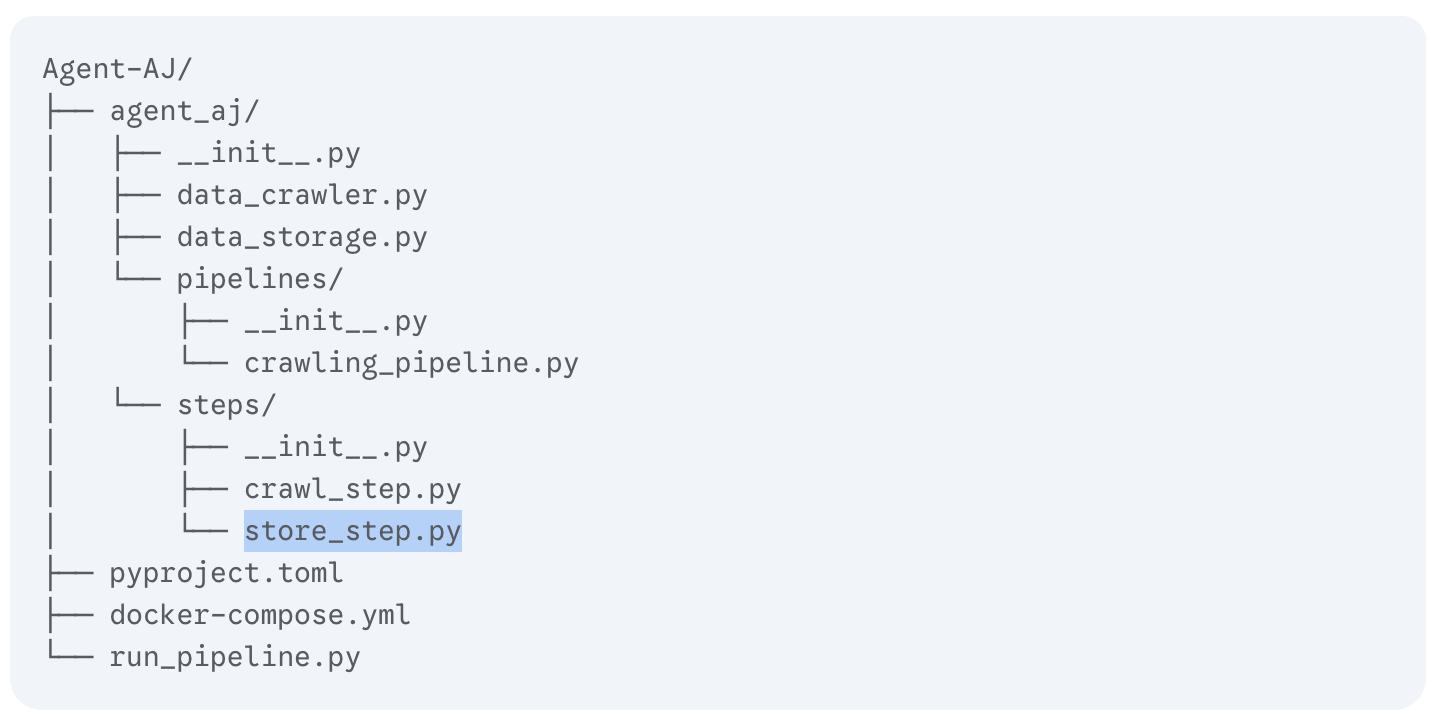 Agent-AJ/
├── agent_aj/
│   ├── __init__.py
│   ├── data_crawler.py
│   ├── data_storage.py
│   └── pipelines/
│       ├── __init__.py
│       └── crawling_pipeline.py
│   └── steps/
│       ├── __init__.py
│       ├── crawl_step.py
│       └── store_step.py
├── pyproject.toml
├── docker-compose.yml
└── run_pipeline.py